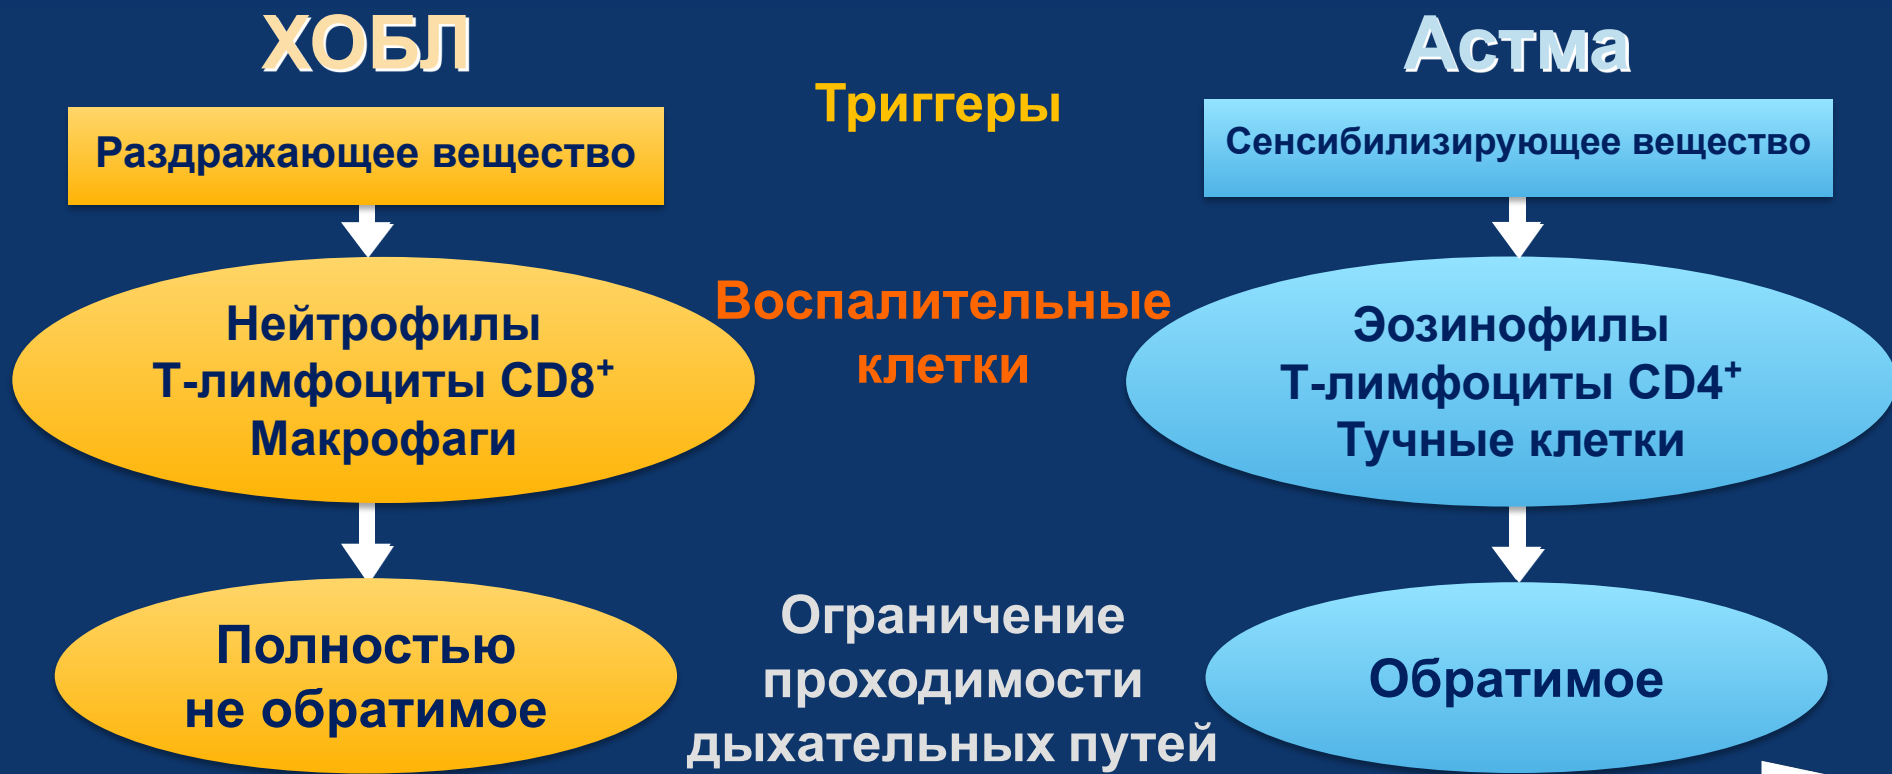 ХОБЛ
Раздражающее вещество
Нейтрофилы
Т-лимфоциты CD8⁺
Макрофаги
Полностью
не обратимое
Триггеры
Воспалительные
клетки
Ограничение
проходимости
дыхательных путей
Астма
Сенсибилизирующее вещество
Эозинофилы
Т-лимфоциты CD4⁺
Тучные клетки
Обратимое